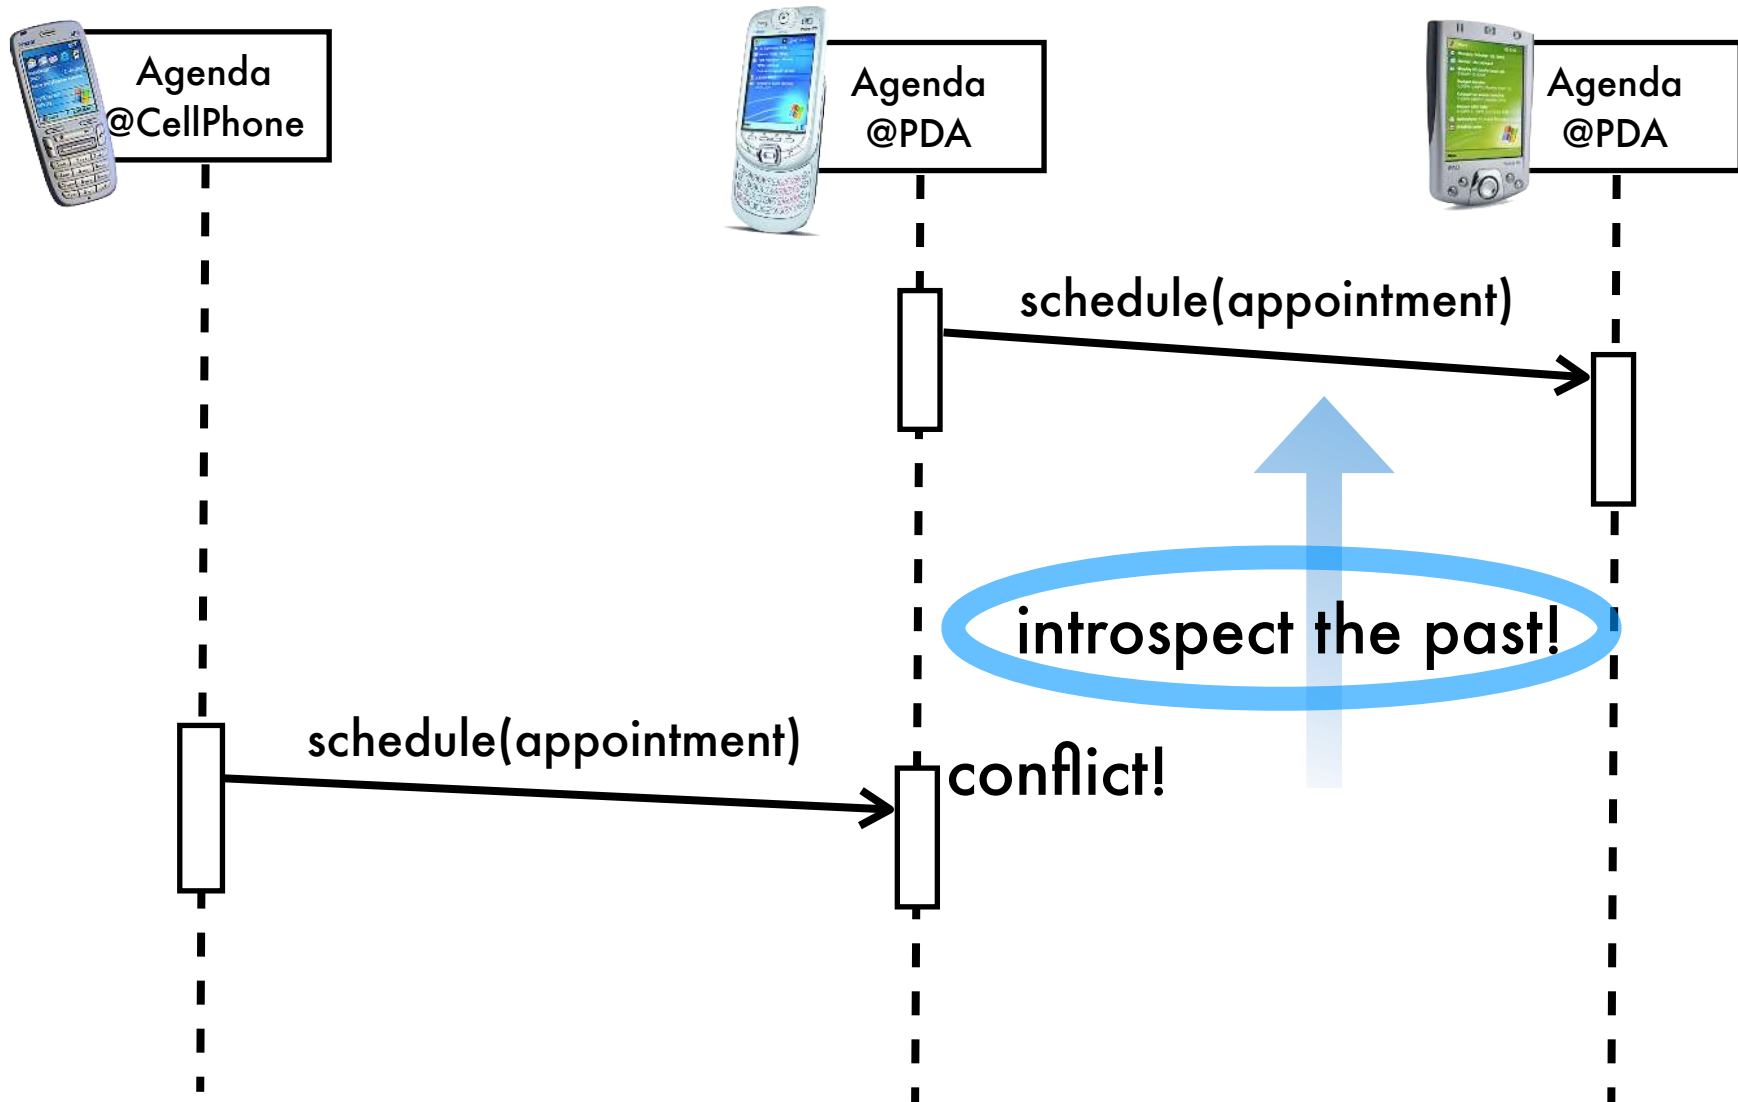 Agenda
@CellPhone
Agenda
@PDA
Agenda
@PDA
schedule(appointment)
introspect the past!
schedule(appointment)
conflict!